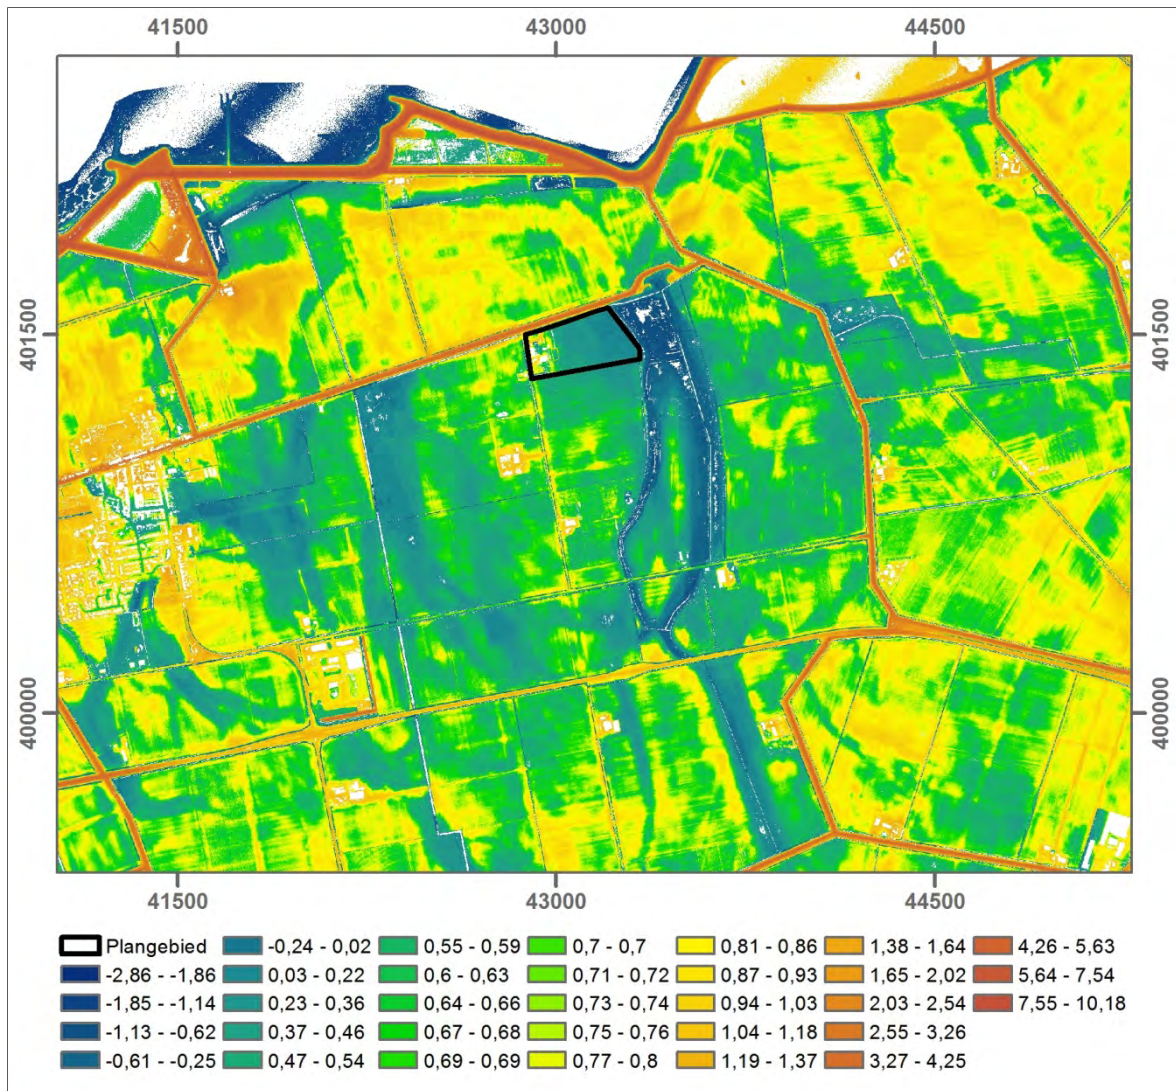 41500 43000 44500
401500 401500
400000 400000
41500 43000 44500
Plangebied -0,24 - 0,02 0,55 - 0,59 0,7 - 0,7 0,81 - 0,86 1,38 - 1,64 4,26 - 5,63
-2,86 - -1,86 0,03 - 0,22 0,6 - 0,63 0,71 - 0,72 0,87 - 0,93 1,65 - 2,02 5,64 - 7,54
-1,85 - -1,14 0,23 - 0,36 0,64 - 0,66 0,73 - 0,74 0,94 - 1,03 2,03 - 2,54 7,55 - 10,18
-1,13 - -0,62 0,37 - 0,46 0,67 - 0,68 0,75 - 0,76 1,04 - 1,18 2,55 - 3,26
-0,61 - -0,25 0,47 - 0,54 0,69 - 0,69 0,77 - 0,8 1,19 - 1,37 3,27 - 4,25